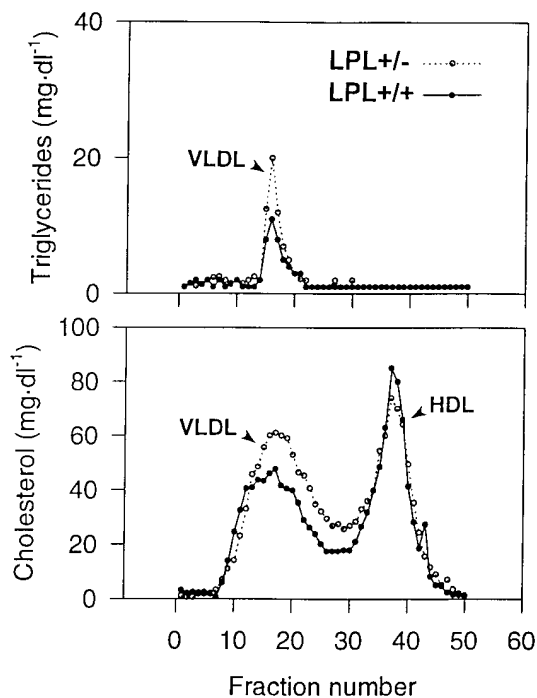 40
LPL+/-
LPL+/+
VLDL
20
Triglycerides (mg·dl⁻¹)
0
100
80
HDL
VLDL
60
Cholesterol (mg·dl⁻¹)
40
20
0
0 10 20 30 40 50 60
Fraction number